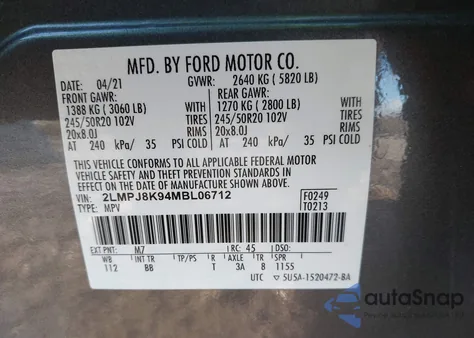 MFD. BY FORD MOTOR CO.
DATE: 04/21 GVWR: 2640 KG ( 5820 LB)
FRONT GAWR: REAR GAWR:
1388 KG ( 3060 LB) 1270 KG ( 2800 LB)
245/50R20 102V TIRES 245/50R20 102V
20x8.0J RIMS 20x8.0J
AT 240 kPa/ 35 PSI COLD AT 240 kPa/ 35 PSI COLD
THIS VEHICLE CONFORMS TO ALL APPLICABLE FEDERAL MOTOR
VEHICLE SAFETY AND THEFT PREVENTION STANDARDS IN EFFECT ON
THE DATE OF MANUFACTURE SHOWN ABOVE.
VIN: 2LMPJ8K94MBL06712
TYPE: MPV
F0249
T0213
EXT PNT: M7 RC: 45 DSO:
WB INT TR TP/PS R AXLE TR SPR
112 BB T 3A 8 1155
UTC 5U5A-1520472-BA
autoSnap
www.autosnap.com